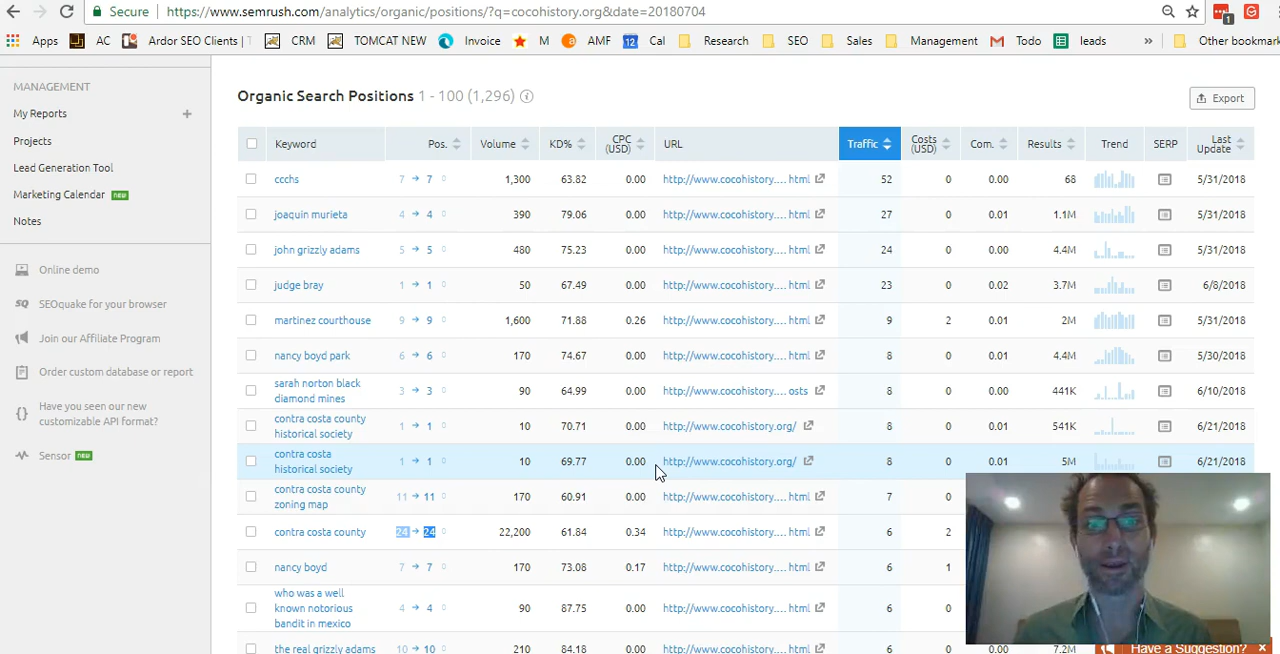 Secure
https://www.semrush.com/analytics/organic/positions/?q=cocohistory.org&date=20180704
1
Apps AC Ardor SEO Clients | T CRM TOMCAT NEW Invoice M AMF 12 Cal Research SEO Sales Management Todo leads » Other bookmark
MANAGEMENT
My Reports +
Projects
Lead Generation Tool
Marketing Calendar new
Notes
Online demo
SQ SEOquake for your browser
Join our Affiliate Program
Order custom database or report
{} Have you seen our new
customizable API format?
Sensor new
Organic Search Positions 1 - 100 (1,296) i
Export
Keyword Pos. Volume KD% CPC (USD) URL Traffic Costs (USD) Com. Results Trend SERP Last Update
ccchs 7 → 7 0 1,300 63.82 0.00 http://www.cocohistory.... html 52 0 0.00 68 5/31/2018
joaquin murieta 4 → 4 0 390 79.06 0.00 http://www.cocohistory.... html 27 0 0.01 1.1M 5/31/2018
john grizzly adams 5 → 5 0 480 75.23 0.00 http://www.cocohistory.... html 24 0 0.00 4.4M 5/31/2018
judge bray 1 → 1 0 50 67.49 0.00 http://www.cocohistory.... html 23 0 0.02 3.7M 6/8/2018
martinez courthouse 9 → 9 0 1,600 71.88 0.26 http://www.cocohistory.... html 9 2 0.01 2M 5/31/2018
nancy boyd park 6 → 6 0 170 74.67 0.00 http://www.cocohistory.... html 8 0 0.01 4.4M 5/30/2018
sarah norton black
diamond mines 3 → 3 0 90 64.99 0.00 http://www.cocohistory.... osts 8 0 0.00 441K 6/10/2018
contra costa county
historical society 1 → 1 0 10 70.71 0.00 http://www.cocohistory.org/ 8 0 0.00 541K 6/21/2018
contra costa
historical society 1 → 1 0 10 69.77 0.00 http://www.cocohistory.org/ 8 0 0.01 5M 6/21/2018
contra costa county
zoning map 11 → 11 0 170 60.91 0.00 http://www.cocohistory.... html 7 0
contra costa county 24 → 24 0 22,200 61.84 0.34 http://www.cocohistory.... html 6 2
nancy boyd 7 → 7 0 170 73.08 0.17 http://www.cocohistory.... html 6 1
who was a well
known notorious
bandit in mexico 4 → 4 0 90 87.75 0.00 http://www.cocohistory.... html 6 0
the real grizzly adams 10 → 10 0 210 84.18 0.00 http://www.cocohistory.... html 6 0 7.2M
Have a Suggestion? ×